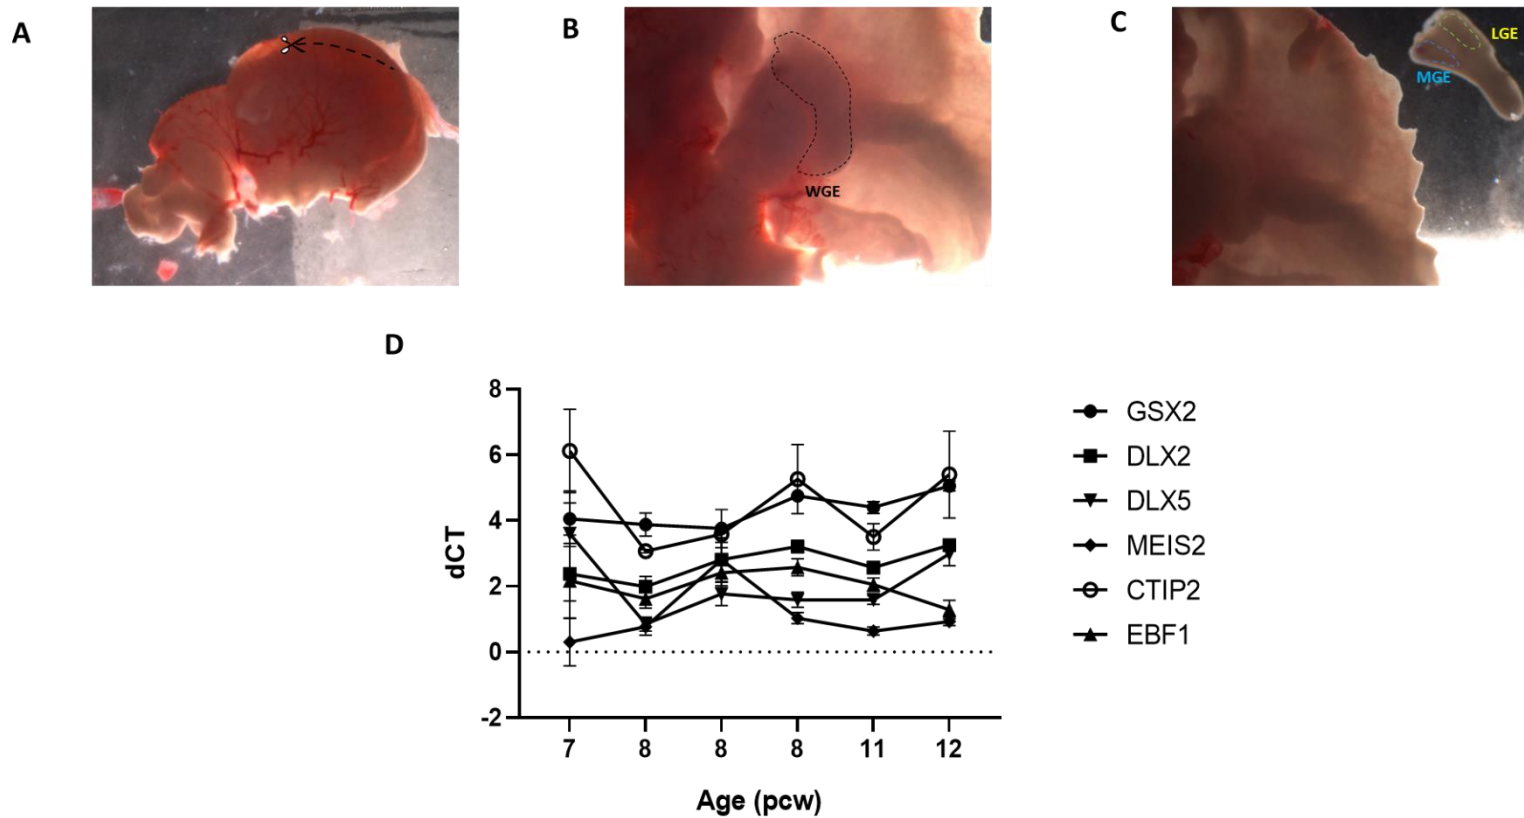 A
B
C
WGE
LGE
MGE
D
8
6
4
2
0
-2
dCT
7 8 8 8 11 12
Age (pcw)
GSX2
DLX2
DLX5
MEIS2
CTIP2
EBF1